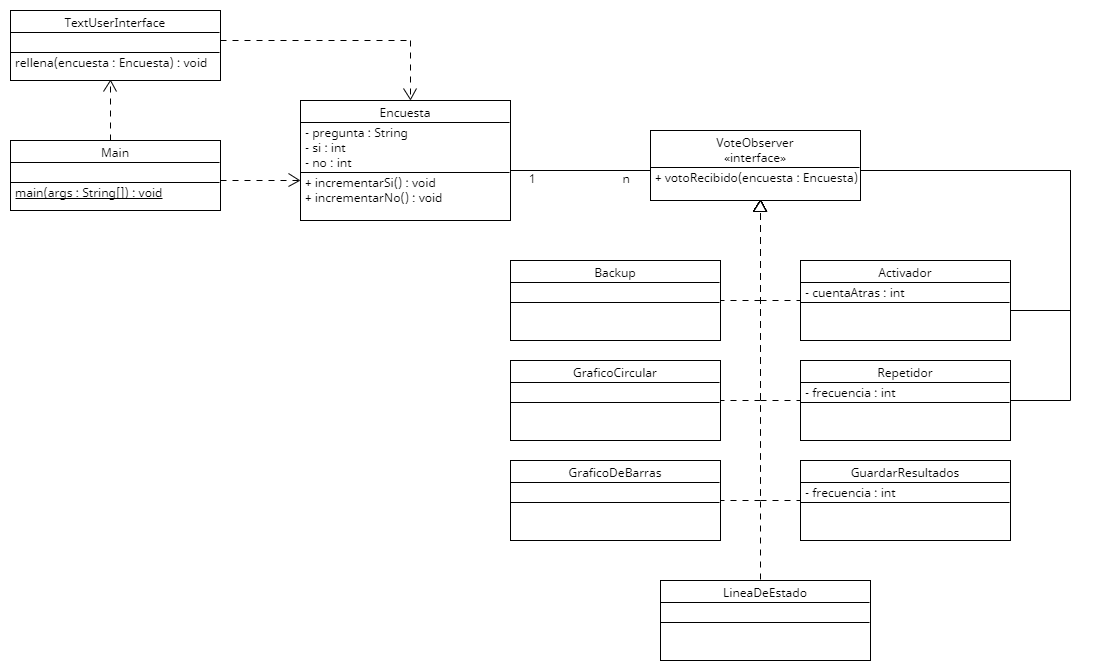 TextUserInterface
rellena(encuesta : Encuesta) : void
Main
main(args : String[]) : void
Encuesta
- pregunta : String
- si : int
- no : int
+ incrementarSi() : void
+ incrementarNo() : void
1
n
VoteObserver
«interface»
+ votoRecibido(encuesta : Encuesta)
Backup
Activador
- cuentaAtras : int
GraficoCircular
Repetidor
- frecuencia : int
GraficoDeBarras
GuardarResultados
- frecuencia : int
LineaDeEstado